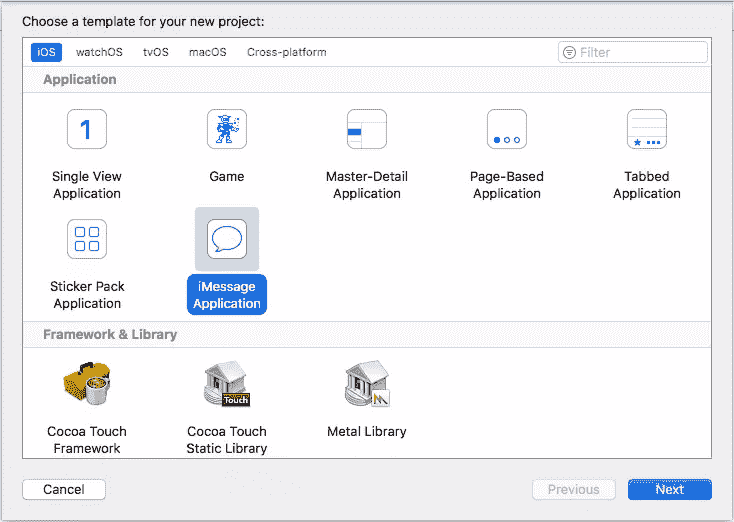 Choose a template for your new project:
iOS watchOS tvOS macOS Cross-platform Filter
Application
1
Single View
Application
Game
Master-Detail
Application
Page-Based
Application
Tabbed
Application
Sticker Pack
Application
iMessage
Application
Framework & Library
Cocoa Touch
Framework
Touch
Cocoa Touch
Static Library
Metal Library
Cancel Previous Next